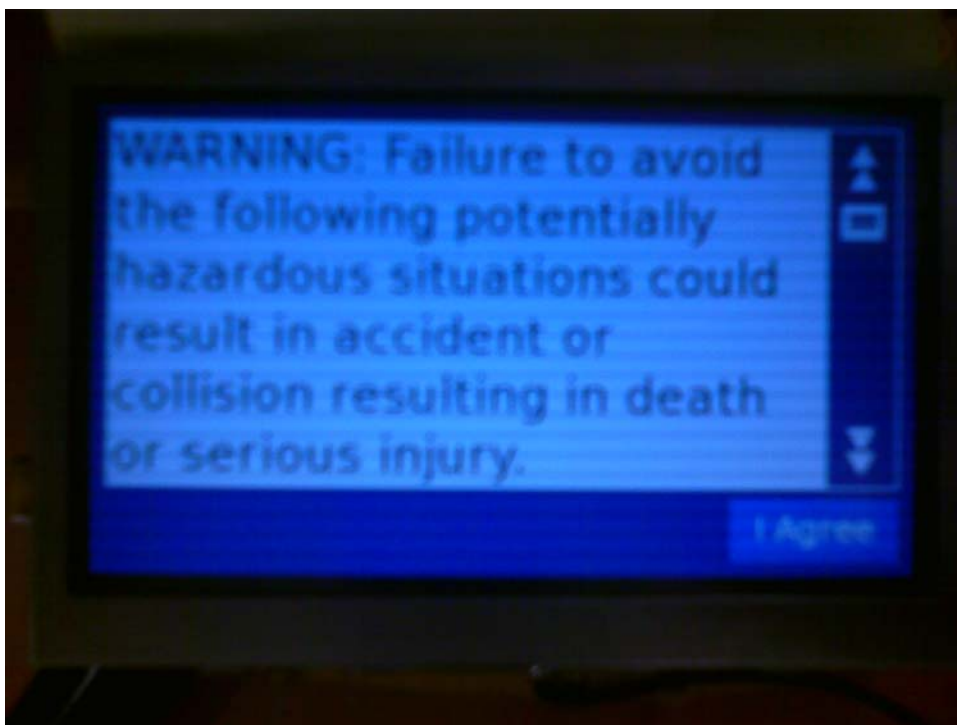 WARNING: Failure to avoid
the following potentially
hazardous situations could
result in accident or
collision resulting in death
or serious injury.
I Agree